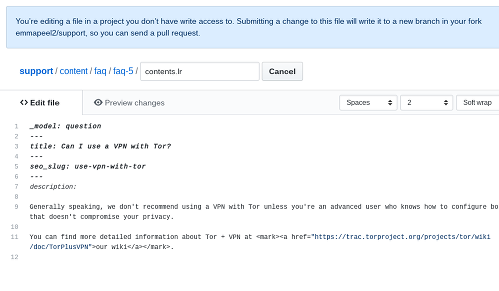 You're editing a file in a project you don't have write access to. Submitting a change to this file will write it to a new branch in your fork
emmapeel2/support, so you can send a pull request.
support / content / faq / faq-5 / contents.lr Cancel
Edit file Preview changes Spaces 2 Soft wrap
1 _model: question
2 ---
3 title: Can I use a VPN with Tor?
4 ---
5 seo_slug: use-vpn-with-tor
6 ---
7 description:
8
9 Generally speaking, we don't recommend using a VPN with Tor unless you're an advanced user who knows how to configure bo
that doesn't compromise your privacy.
10
11 You can find more detailed information about Tor + VPN at <mark><a href="https://trac.torproject.org/projects/tor/wiki
/doc/TorPlusVPN">our wiki</a></mark>.
12